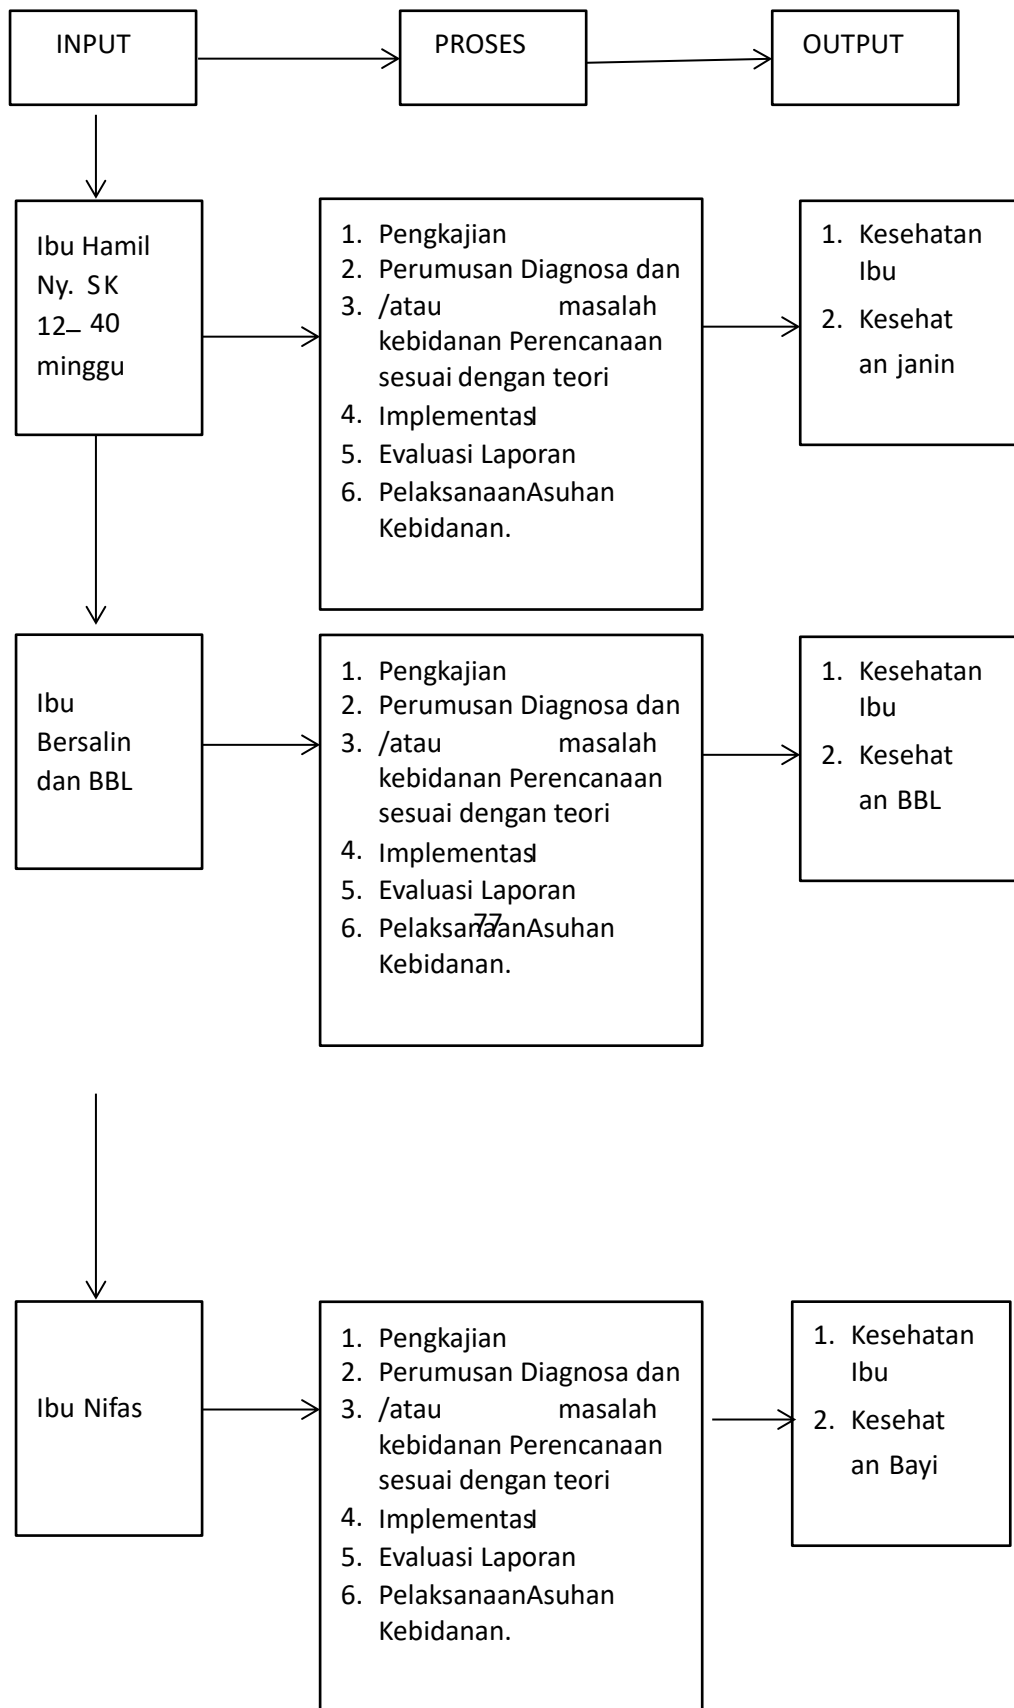 INPUT
PROSES
OUTPUT
Ibu Hamil
Ny. SK
12– 40
minggu
1. Pengkajian
2. Perumusan Diagnosa dan
3. /atau masalah
kebidanan Perencanaan
sesuai dengan teori
4. ImplementasI
5. Evaluasi Laporan
6. PelaksanaanAsuhan
Kebidanan.
1. Kesehatan
Ibu
2. Kesehat
an janin
Ibu
Bersalin
dan BBL
1. Pengkajian
2. Perumusan Diagnosa dan
3. /atau masalah
kebidanan Perencanaan
sesuai dengan teori
4. ImplementasI
5. Evaluasi Laporan
6. PelaksanaanAsuhan
77
Kebidanan.
1. Kesehatan
Ibu
2. Kesehat
an BBL
Ibu Nifas
1. Pengkajian
2. Perumusan Diagnosa dan
3. /atau masalah
kebidanan Perencanaan
sesuai dengan teori
4. ImplementasI
5. Evaluasi Laporan
6. PelaksanaanAsuhan
Kebidanan.
1. Kesehatan
Ibu
2. Kesehat
an Bayi